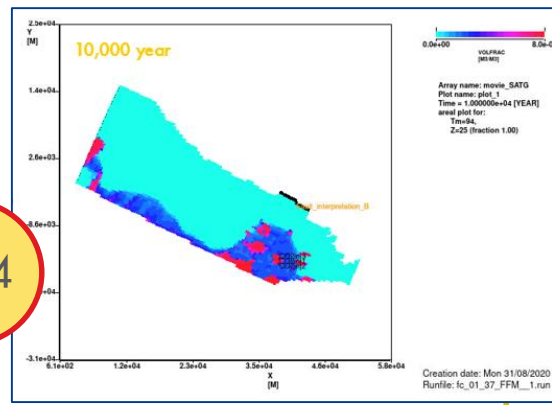 2.5e+04
Y
[M]
10,000 year
1.4e+04
2.6e+03
3.1e+04
6.1e+02
1.2e+04
2.3e+04
3.5e+04
4.6e+04
5.8e+04
X
[M]
0.0e+00
VOLFRAC
[M3/M3]
Array name: movie_SATG
Plot name: plot_1
Time = 1.000000e+04 [YEAR]
areal plot for:
Tm=94,
Z=25 (fraction 1.00)
interpretation_B
4
Creation date: Mon 31/08/2020
Runfile: fc_01_37_FFM__1.run